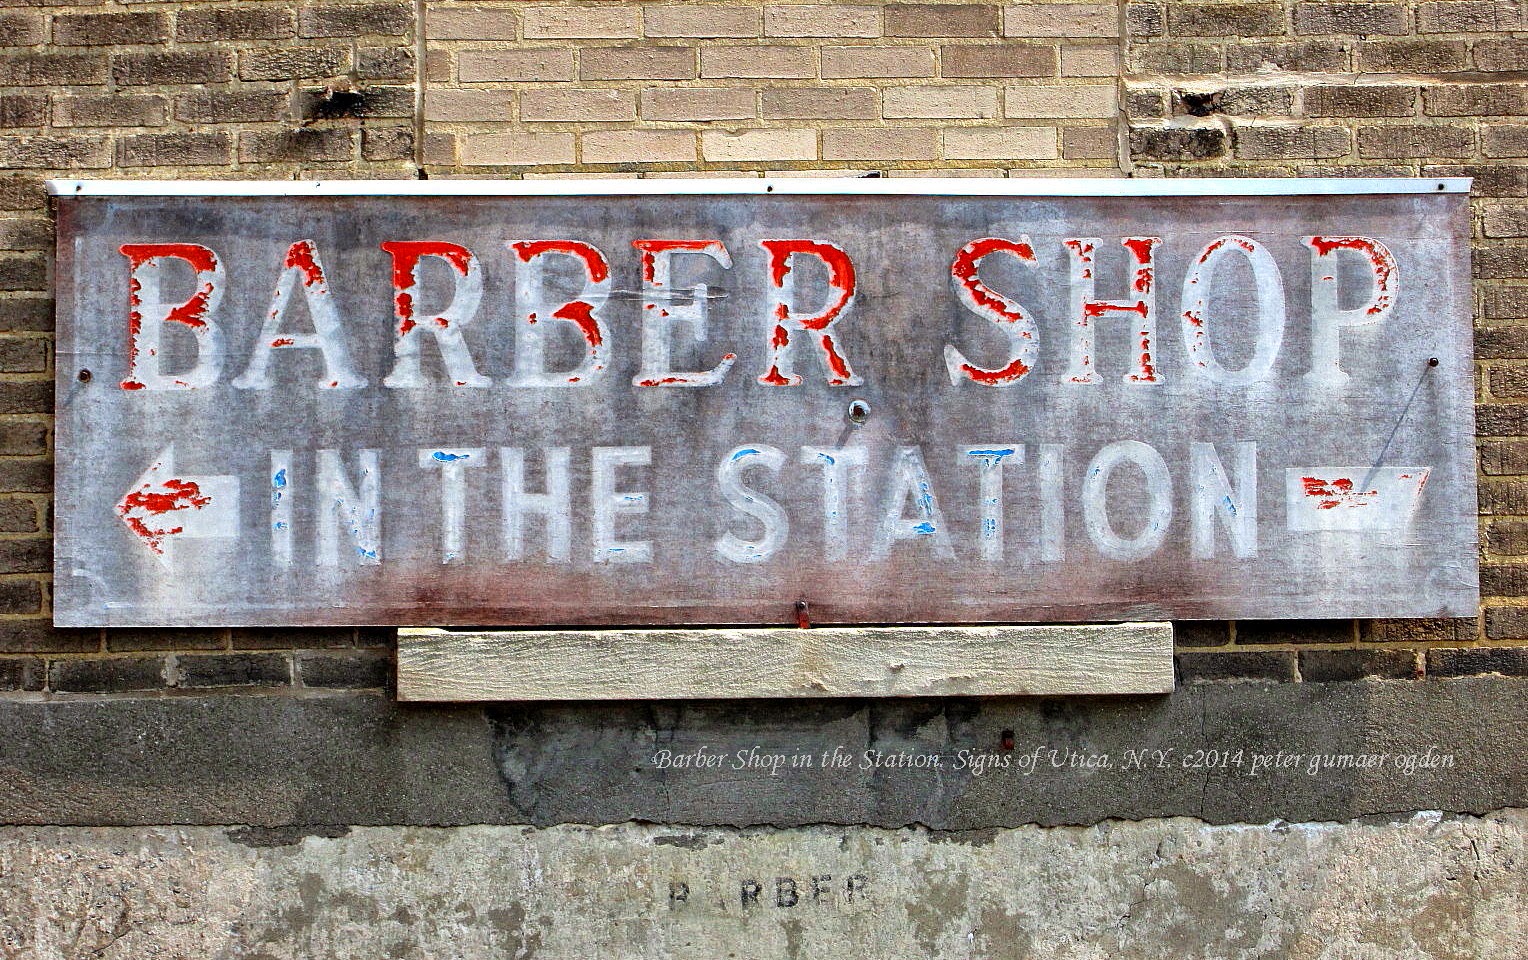 BARBER SHOP
IN THE STATION
Barber Shop in the Station. Signs of Utica, N.Y. c2014 peter gumaer ogden
BARBER